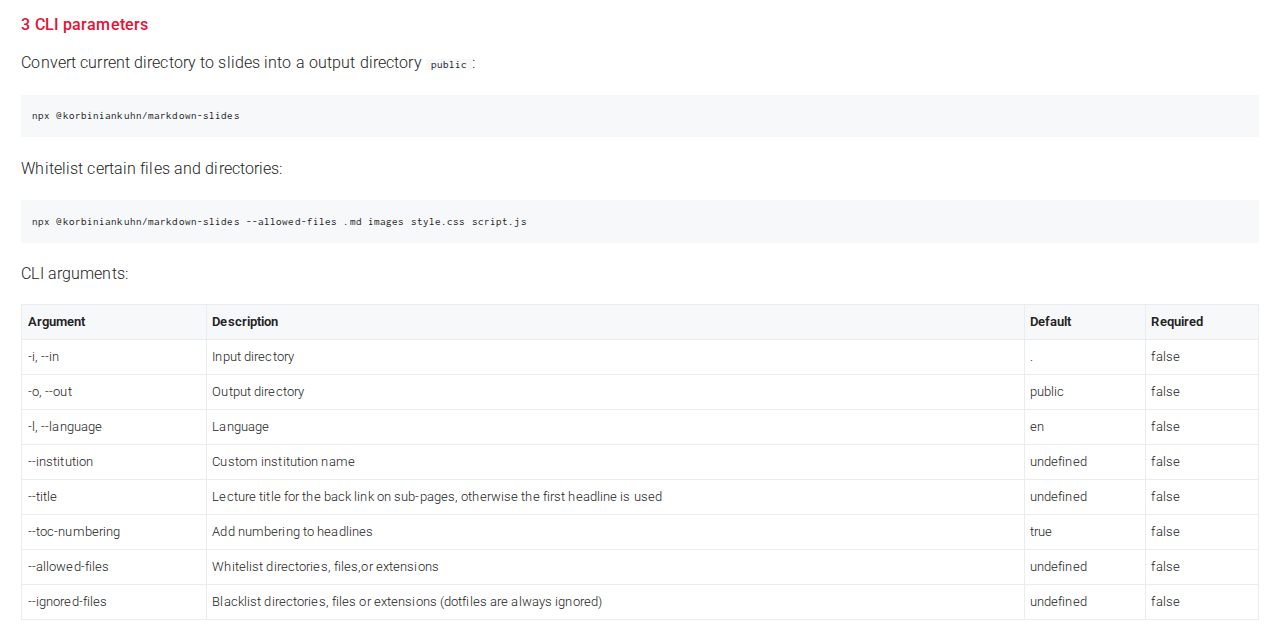 3 CLI parameters
Convert current directory to slides into a output directory public :
npx @korbiniankuhn/markdown-slides
Whitelist certain files and directories:
npx @korbiniankuhn/markdown-slides --allowed-files .md images style.css script.js
CLI arguments:
Argument Description Default Required
-i, --in Input directory . false
-o, --out Output directory public false
-l, --language Language en false
--institution Custom institution name undefined false
--title Lecture title for the back link on sub-pages, otherwise the first headline is used undefined false
--toc-numbering Add numbering to headlines true false
--allowed-files Whitelist directories, files,or extensions undefined false
--ignored-files Blacklist directories, files or extensions (dotfiles are always ignored) undefined false